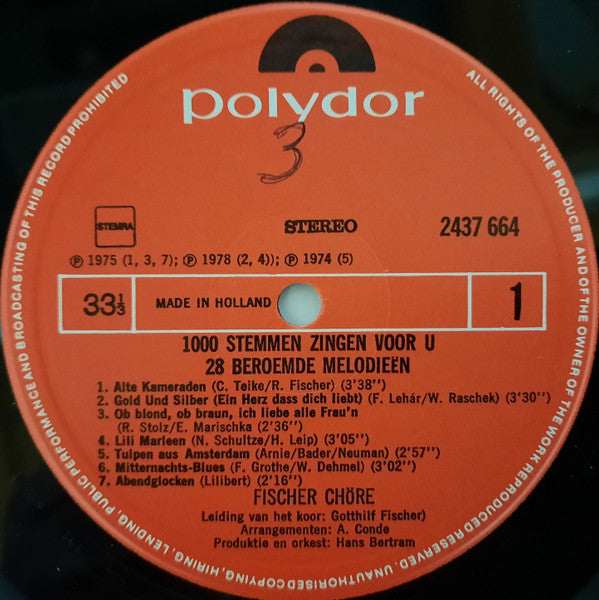 polydor
3
STEMRA
STEREO
2437 664
℗ 1975 (1, 3, 7); ℗ 1978 (2, 4)); ℗ 1974 (5)
33⅓
MADE IN HOLLAND
1
1000 STEMMEN ZINGEN VOOR U
28 BEROEMDE MELODIEËN
1. Alte Kameraden (C. Teike/R. Fischer) (3'38'')
2. Gold Und Silber (Ein Herz dass dich liebt) (F. Lehár/W. Raschek) (3'30'')
3. Ob blond, ob braun, ich liebe alle Frau'n
(R. Stolz/E. Marischka) (2'36'')
4. Lili Marleen (N. Schultze/H. Leip) (3'05'')
5. Tulpen aus Amsterdam (Arnie/Bader/Neuman) (2'57'')
6. Mitternachts-Blues (F. Grothe/W. Dehmel) (3'02'')
7. Abendglocken (Lilibert) (2'16'')
FISCHER CHÖRE
Leiding van het koor: Gotthilf Fischer)
Arrangementen: A. Conde
Produktie en orkest: Hans Bertram
ALL RIGHTS OF THE PRODUCER AND OF THE OWNER OF THE WORK REPRODUCED RESERVED. UNAUTHORISED COPYING, HIRING, LENDING, PUBLIC PERFORMANCE AND BROADCASTING OF THIS RECORD PROHIBITED